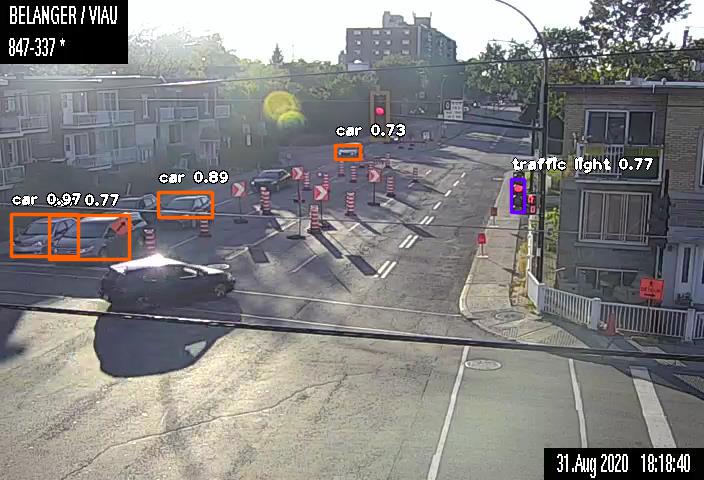 BELANGER / VIAU
847-337 *
car 0.73
traffic light 0.77
car 0.89
car 0.97
0.77
DETOUR
31.Aug 2020 18:18:40